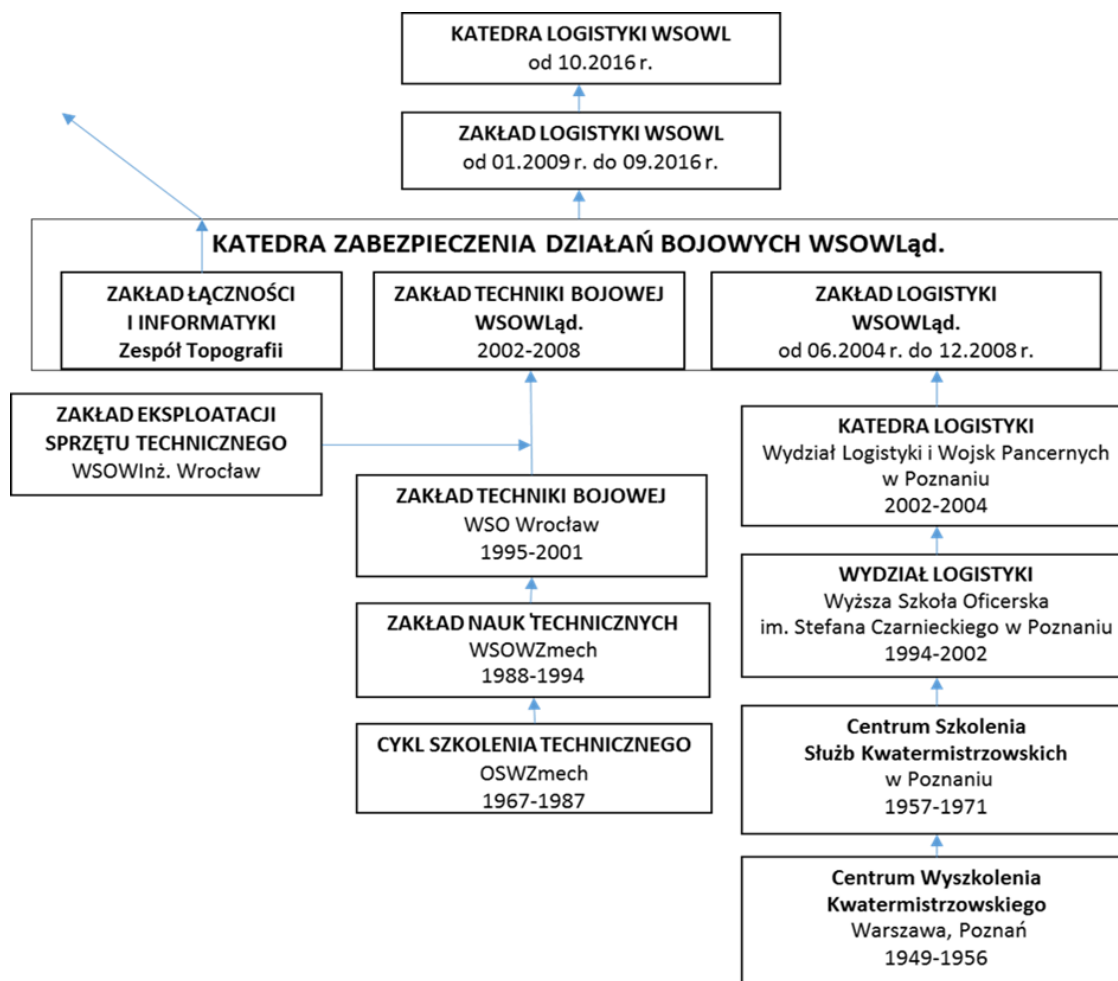 KATEDRA LOGISTYKI WSOWL
od 10.2016 r.
ZAKŁAD LOGISTYKI WSOWL
od 01.2009 r. do 09.2016 r.
KATEDRA ZABEZPIECZENIA DZIAŁAŃ BOJOWYCH WSOWLąd.
ZAKŁAD ŁĄCZNOŚCI
I INFORMATYKI
Zespół Topografii
ZAKŁAD TECHNIKI BOJOWEJ
WSOWLąd.
2002-2008
ZAKŁAD LOGISTYKI
WSOWLąd.
od 06.2004 r. do 12.2008 r.
ZAKŁAD EKSPLOATACJI
SPRZĘTU TECHNICZNEGO
WSOWInż. Wrocław
ZAKŁAD TECHNIKI BOJOWEJ
WSO Wrocław
1995-2001
ZAKŁAD NAUK TECHNICZNYCH
WSOWZmech
1988-1994
CYKL SZKOLENIA TECHNICZNEGO
OSWZmech
1967-1987
KATEDRA LOGISTYKI
Wydział Logistyki i Wojsk Pancernych
w Poznaniu
2002-2004
WYDZIAŁ LOGISTYKI
Wyższa Szkoła Oficerska
im. Stefana Czarnieckiego w Poznaniu
1994-2002
Centrum Szkolenia
Służb Kwatermistrzowskich
w Poznaniu
1957-1971
Centrum Wyszkolenia
Kwatermistrzowskiego
Warszawa, Poznań
1949-1956